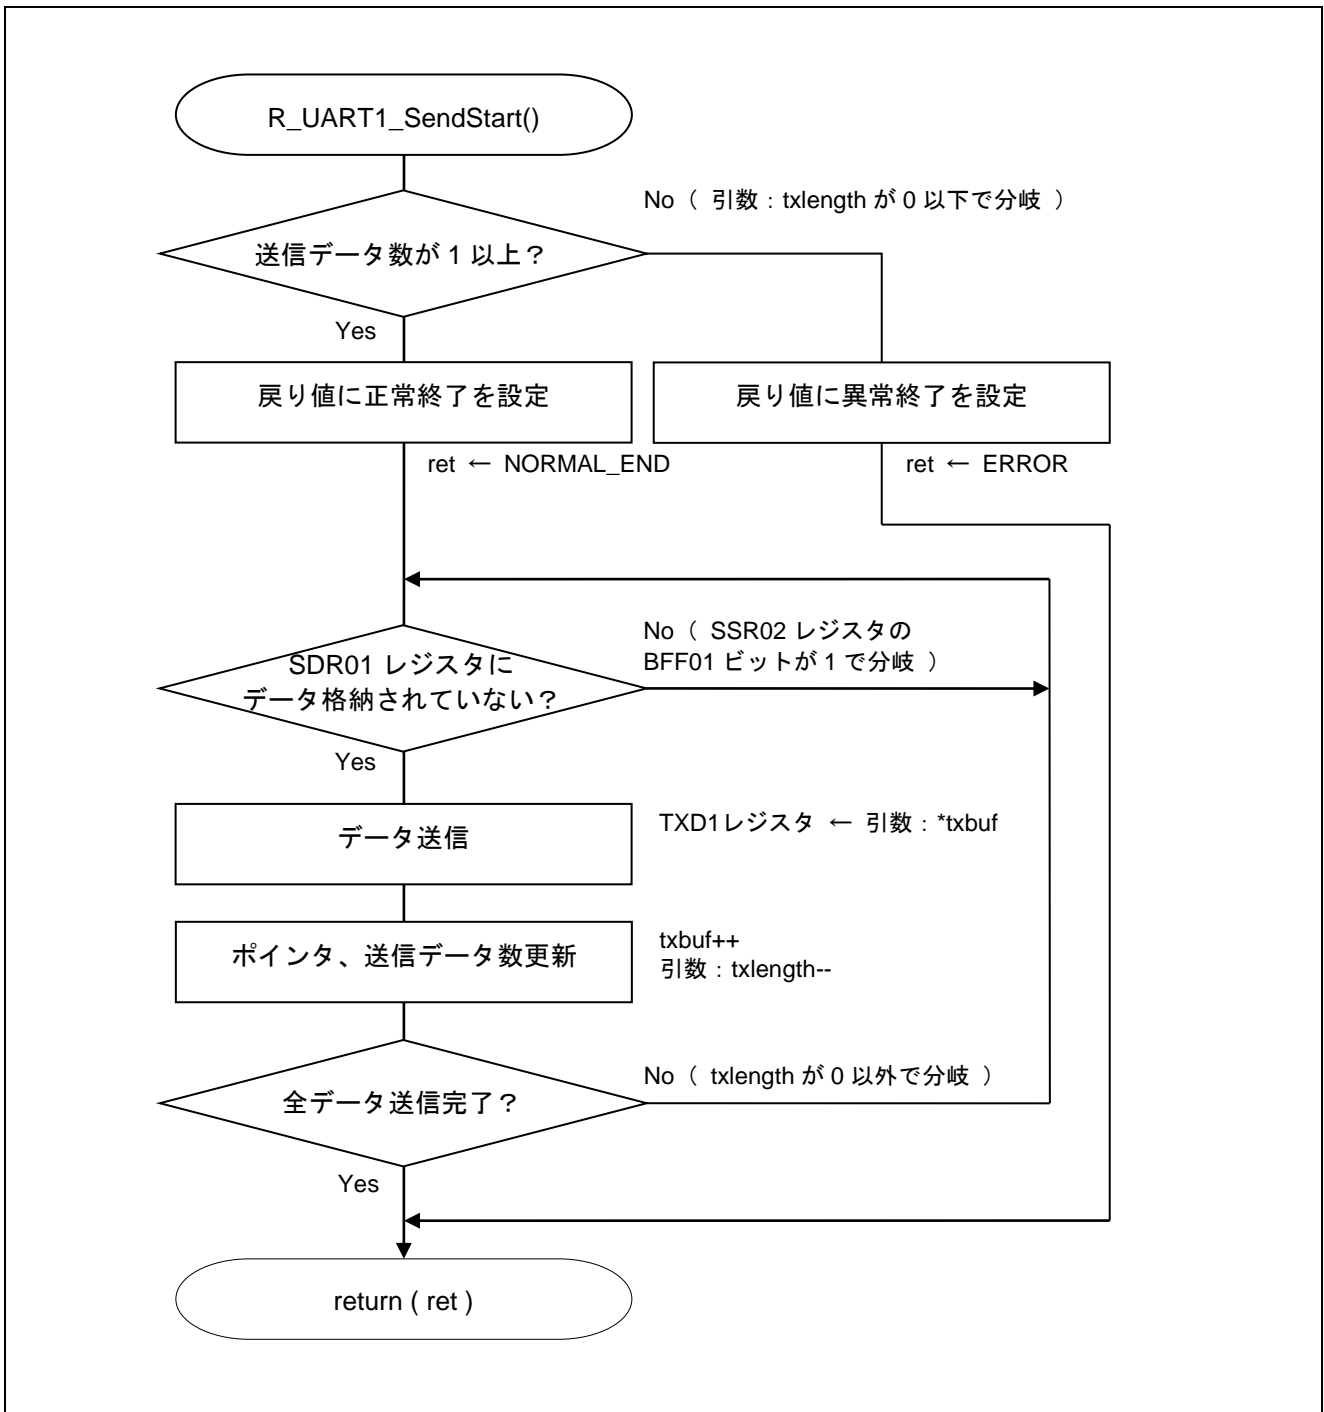 R_UART1_SendStart()
No（ 引数：txlength が 0 以下で分岐 ）
送信データ数が 1 以上？
Yes
戻り値に正常終了を設定
戻り値に異常終了を設定
ret ← NORMAL_END
ret ← ERROR
No（ SSR02 レジスタの
BFF01 ビットが 1 で分岐 ）
SDR01 レジスタに
データ格納されていない？
Yes
データ送信
TXD1レジスタ ← 引数：*txbuf
ポインタ、送信データ数更新
txbuf++
引数：txlength--
No（ txlength が 0 以外で分岐 ）
全データ送信完了？
Yes
return ( ret )